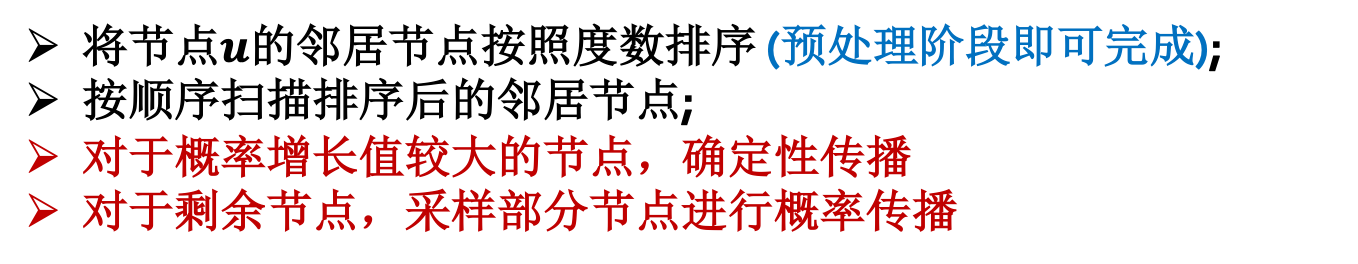 ➢ 将节点u的邻居节点按照度数排序 (预处理阶段即可完成);
➢ 按顺序扫描排序后的邻居节点;
➢ 对于概率增长值较大的节点，确定性传播
➢ 对于剩余节点，采样部分节点进行概率传播